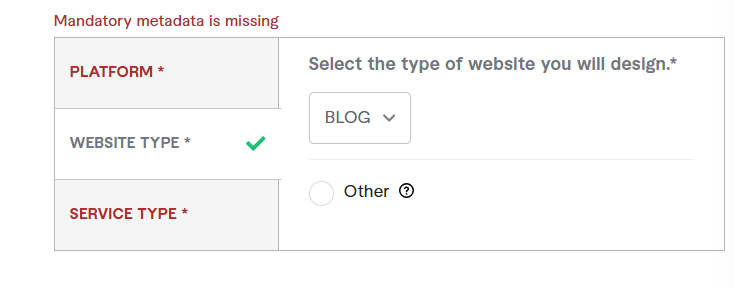 Mandatory metadata is missing
PLATFORM *
WEBSITE TYPE *
SERVICE TYPE *
Select the type of website you will design.*
BLOG
Other